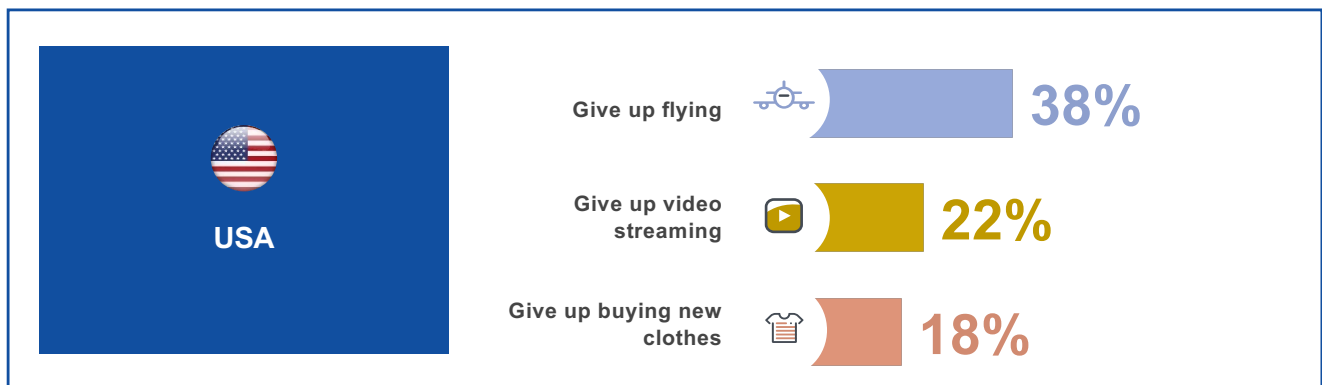 USA
Give up flying
38%
Give up video
streaming
22%
Give up buying new
clothes
18%